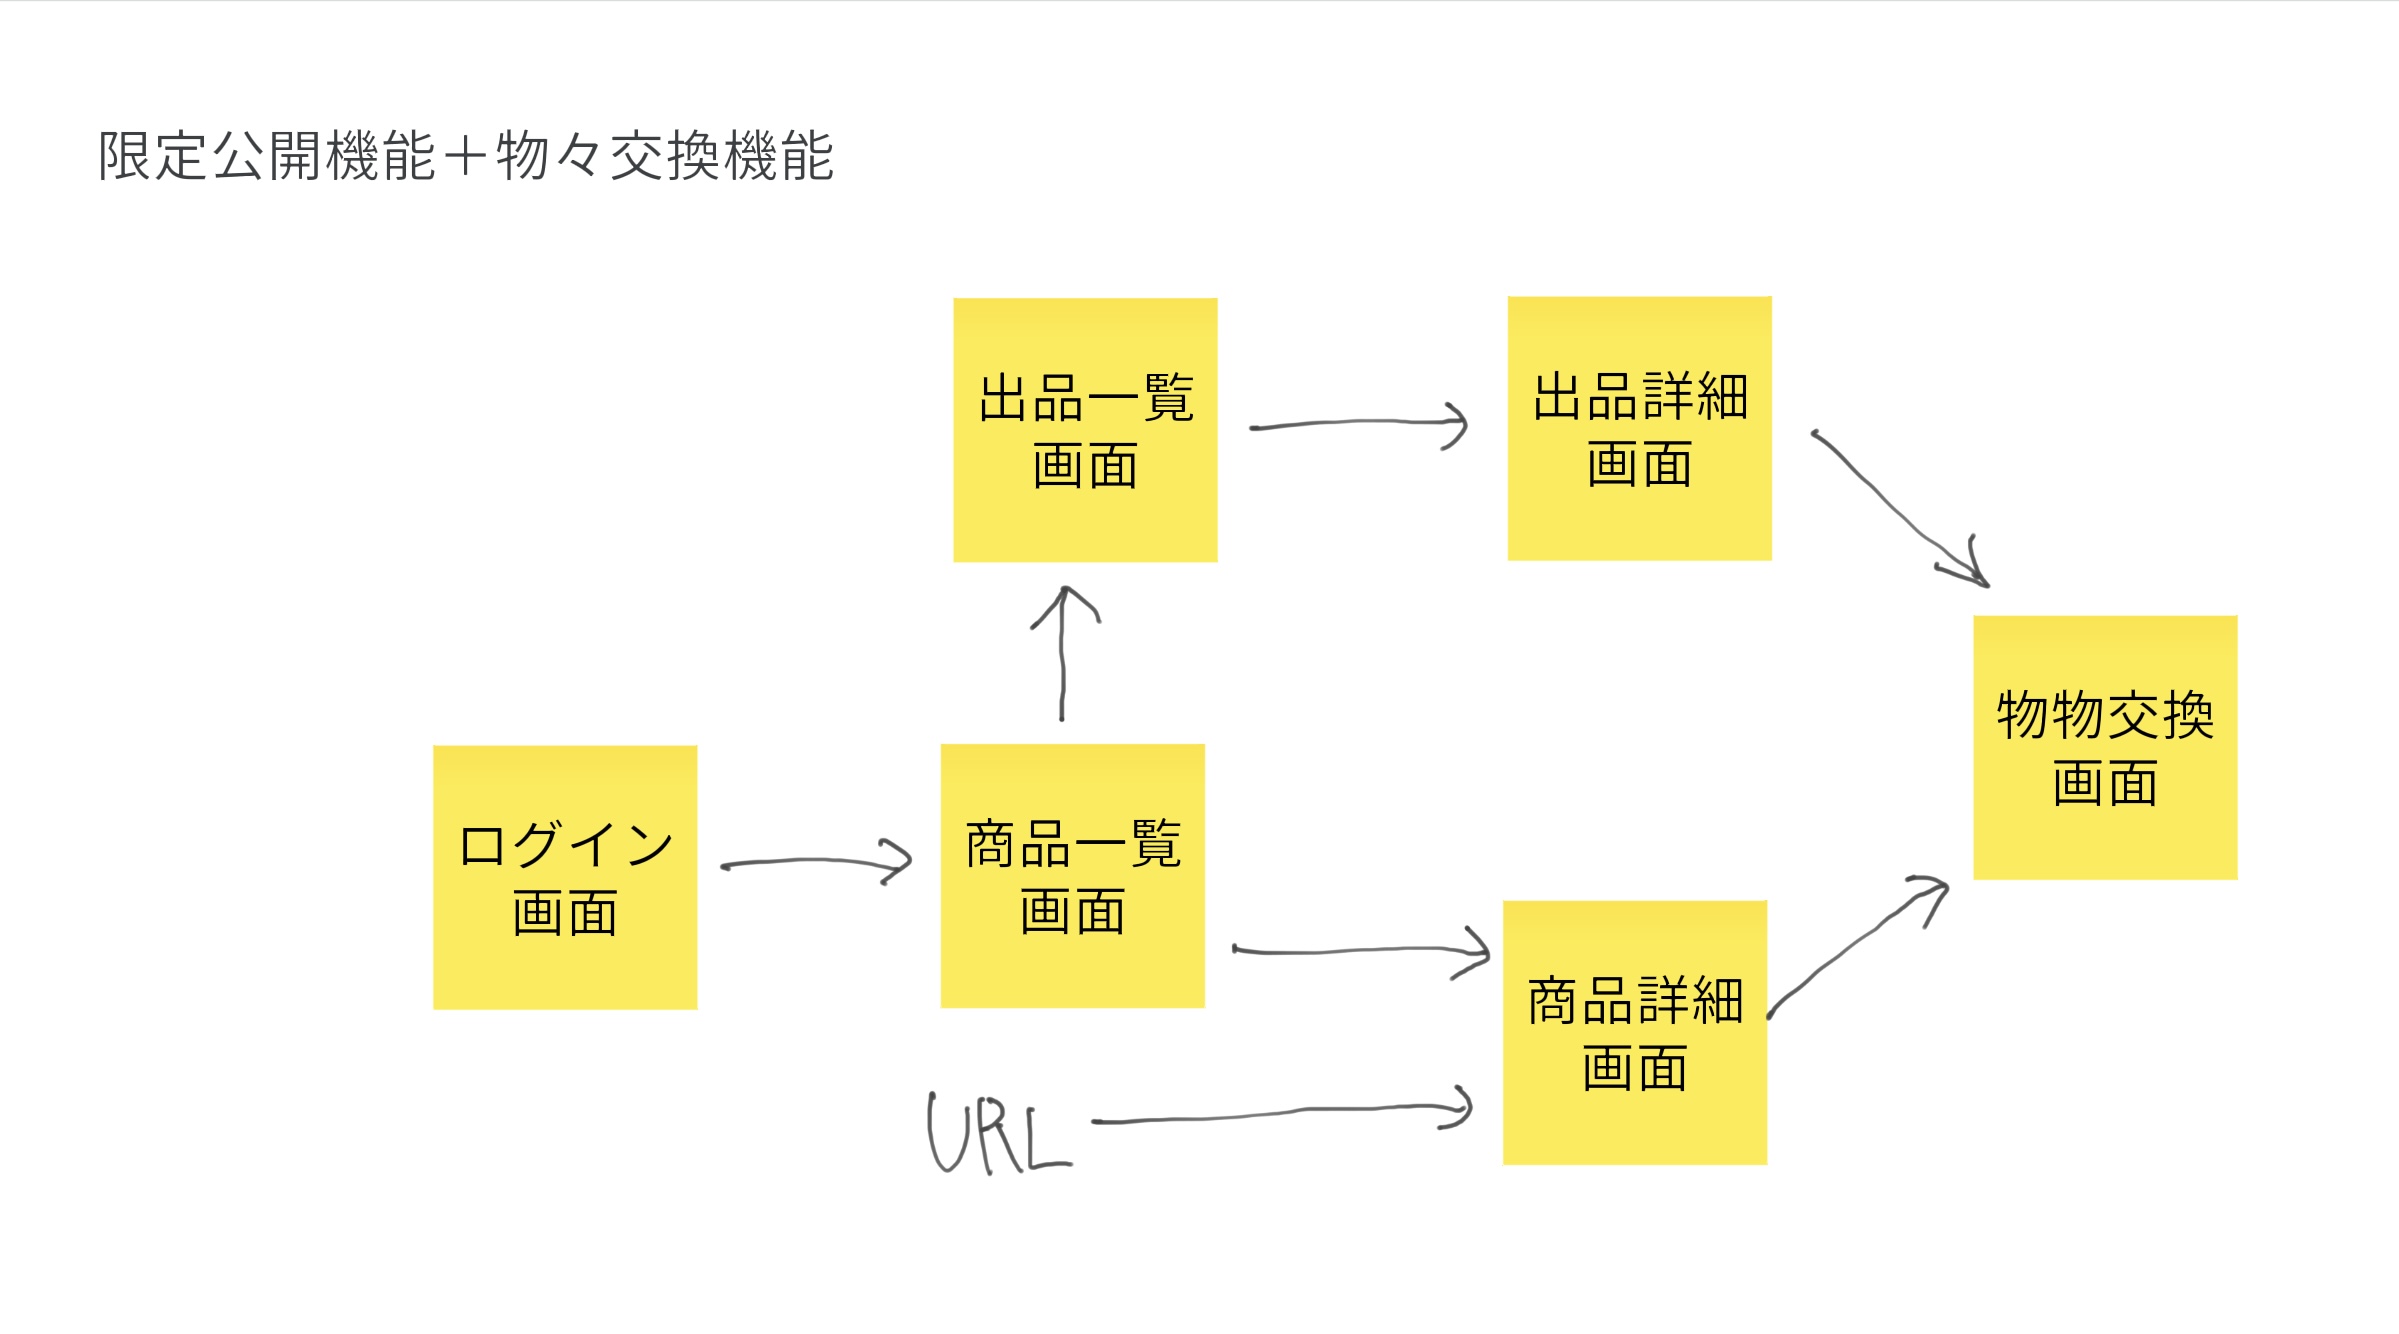 限定公開機能＋物々交換機能
出品一覧
画面
出品詳細
画面
物物交換
画面
ログイン
画面
商品一覧
画面
商品詳細
画面
URL